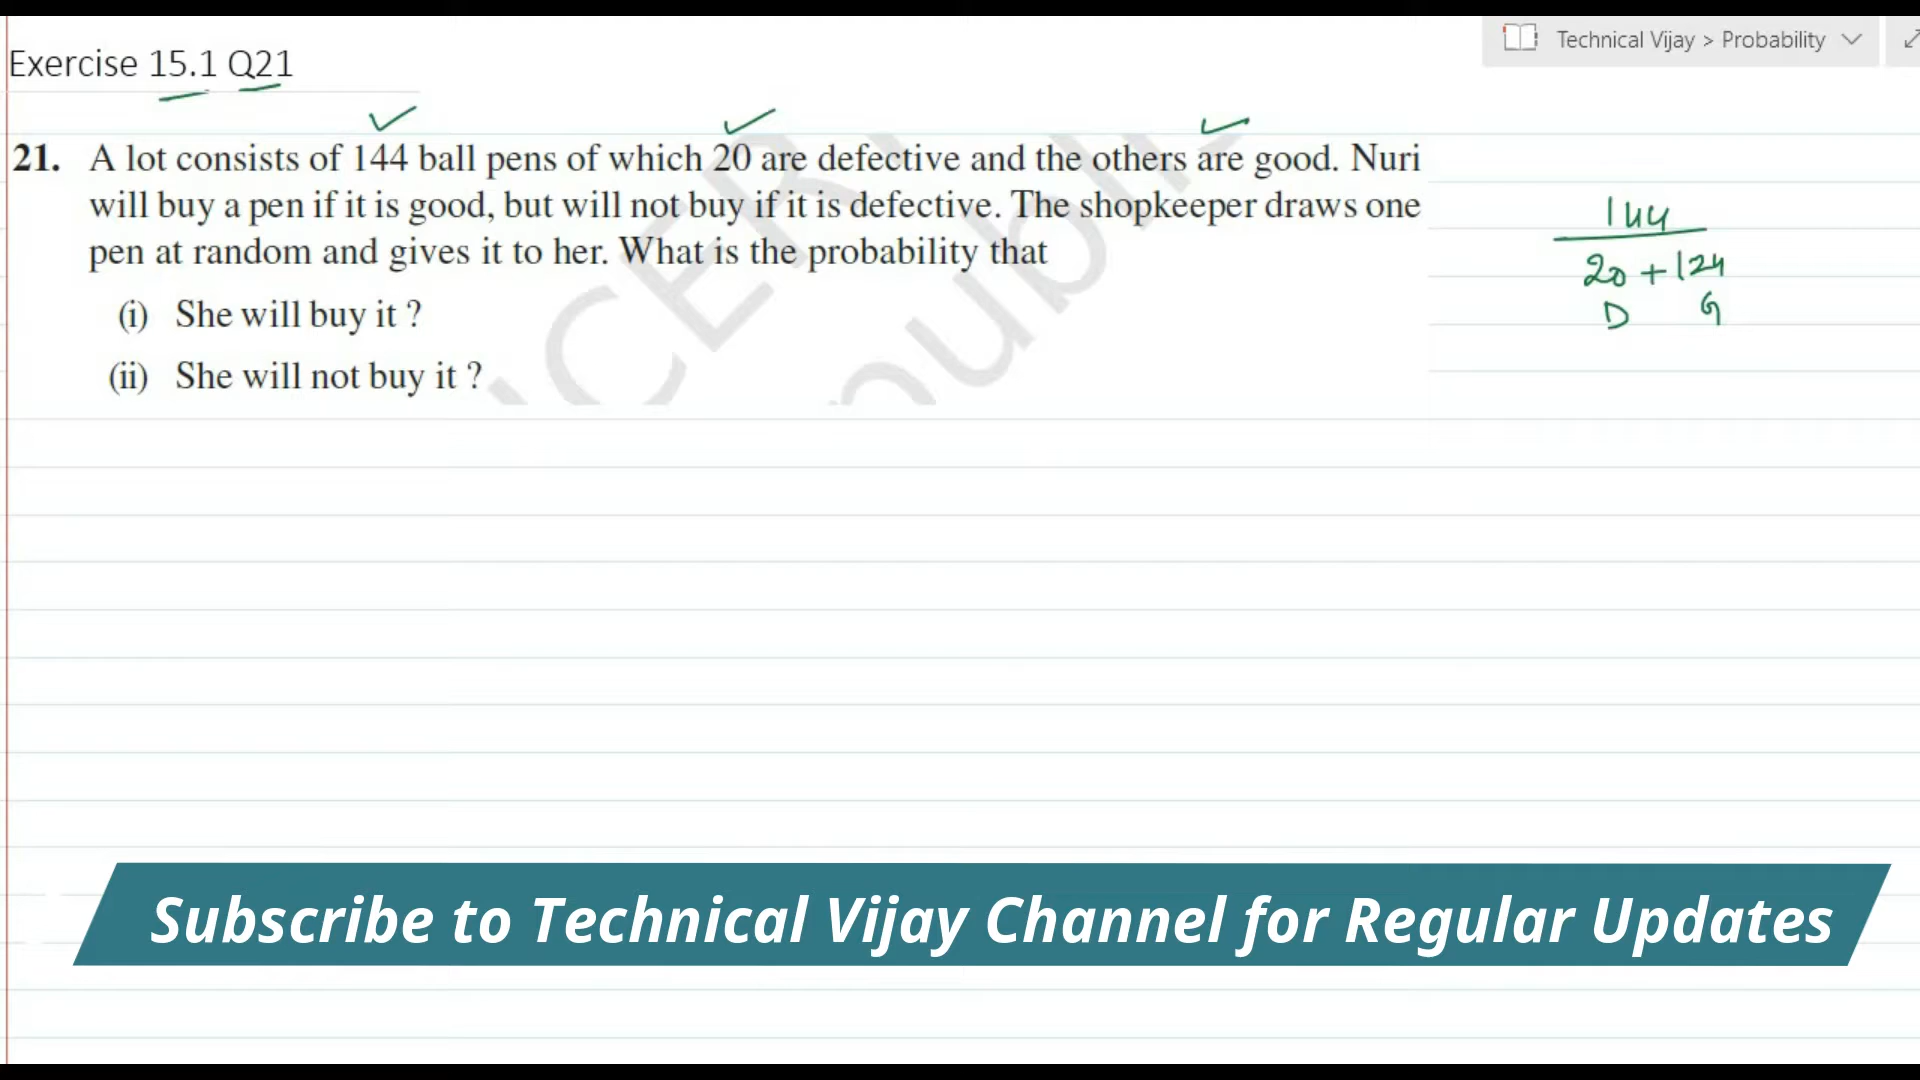 Technical Vijay > Probability
Exercise 15.1 Q21
21. A lot consists of 144 ball pens of which 20 are defective and the others are good. Nuri
will buy a pen if it is good, but will not buy if it is defective. The shopkeeper draws one
pen at random and gives it to her. What is the probability that
(i) She will buy it ?
(ii) She will not buy it ?
144
20 + 124
D G
Subscribe to Technical Vijay Channel for Regular Updates